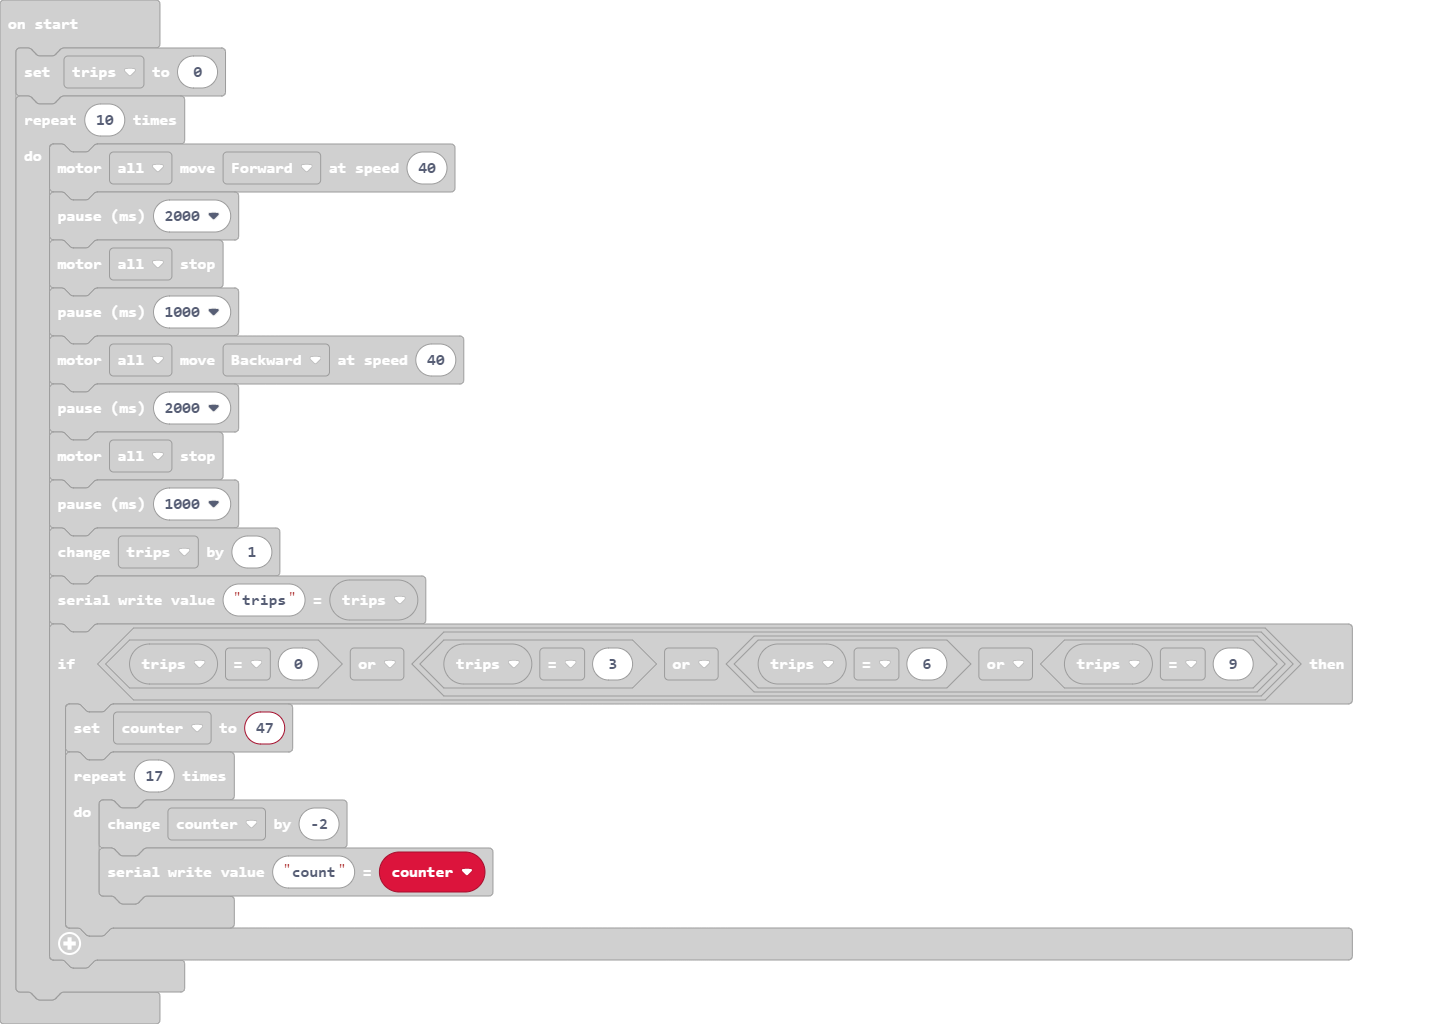 on start
set trips to 0
repeat 10 times
do
motor all move Forward at speed 40
pause (ms) 2000
motor all stop
pause (ms) 1000
motor all move Backward at speed 40
pause (ms) 2000
motor all stop
pause (ms) 1000
change trips by 1
serial write value "trips" = trips
if trips = 0 or trips = 3 or trips = 6 or trips = 9 then
set counter to 47
repeat 17 times
do
change counter by -2
serial write value "count" = counter